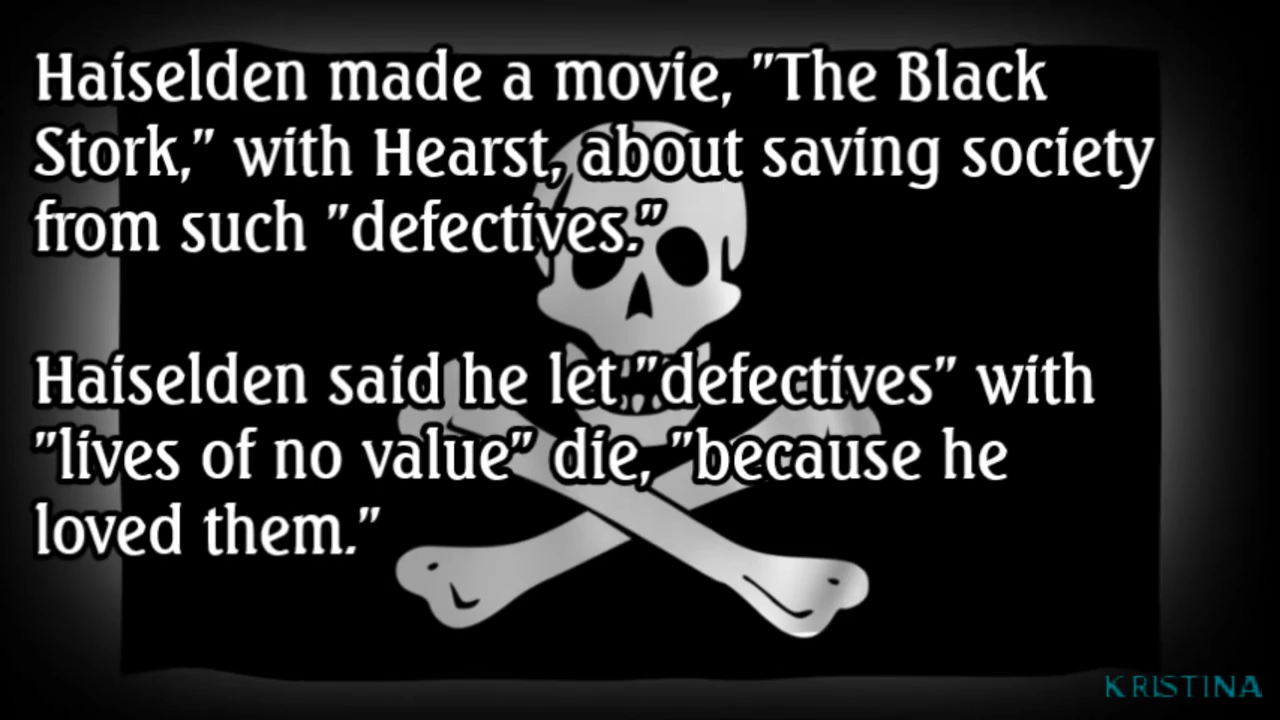 Haiselden made a movie, "The Black
Stork," with Hearst, about saving society
from such "defectives."
Haiselden said he let "defectives" with
"lives of no value" die, "because he
loved them."
KRISTINA